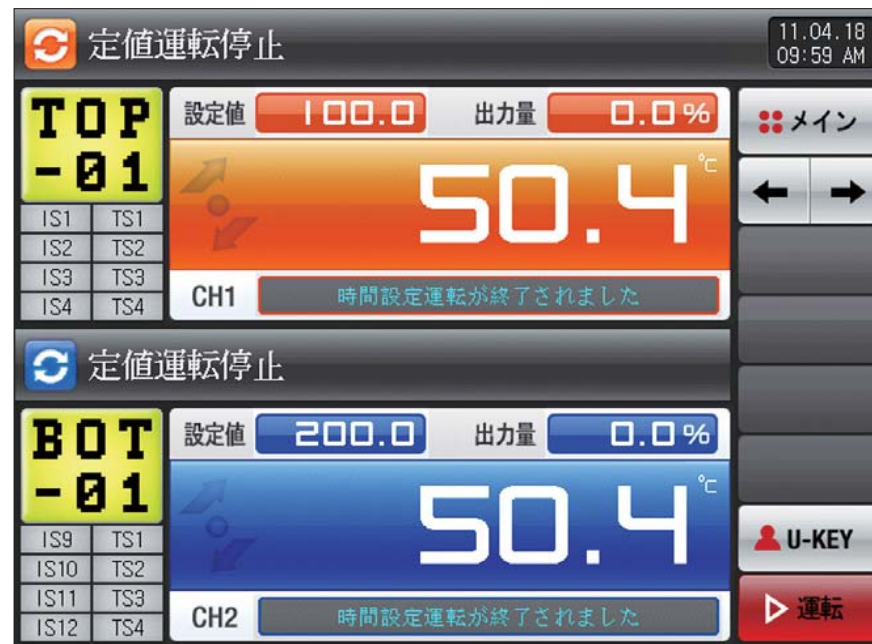 定値運転停止
11.04.18
09:59 AM
TOP
-01
設定値 100.0 出力量 0.0%
メイン
50.4 ℃
← →
IS1 TS1
IS2 TS2
IS3 TS3
IS4 TS4
CH1 時間設定運転が終了されました
定値運転停止
BOT
-01
設定値 200.0 出力量 0.0%
50.4 ℃
IS9 TS1
IS10 TS2
IS11 TS3
IS12 TS4
CH2 時間設定運転が終了されました
U-KEY
運転